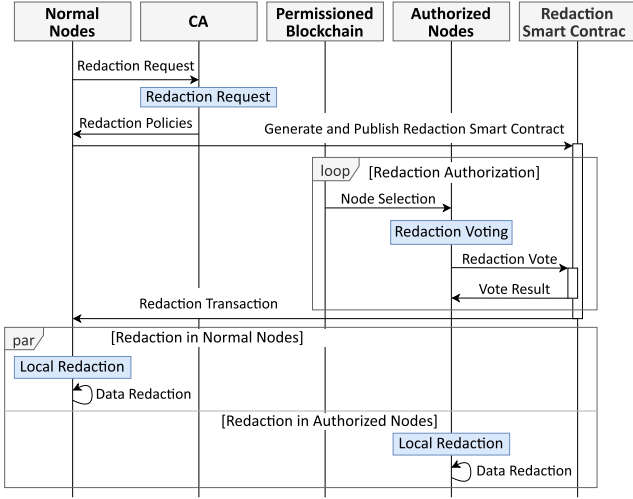 Normal
Nodes
CA
Permissioned
Blockchain
Authorized
Nodes
Redaction
Smart Contrac
Redaction Request
Redaction Request
Redaction Policies
Generate and Publish Redaction Smart Contract
loop
[Redaction Authorization]
Node Selection
Redaction Voting
Redaction Vote
Vote Result
Redaction Transaction
par
[Redaction in Normal Nodes]
Local Redaction
Data Redaction
[Redaction in Authorized Nodes]
Local Redaction
Data Redaction